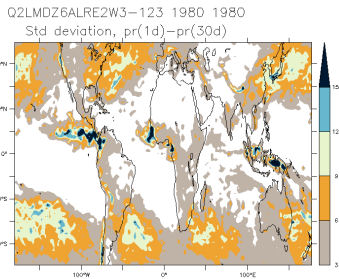 Q2LMDZ6ALRE2W3-123 1980 1980
Std deviation, pr(1d)-pr(30d)
°N
°N
0°
°S
°S
100°W 0° 100°E
15
12
9
6
3